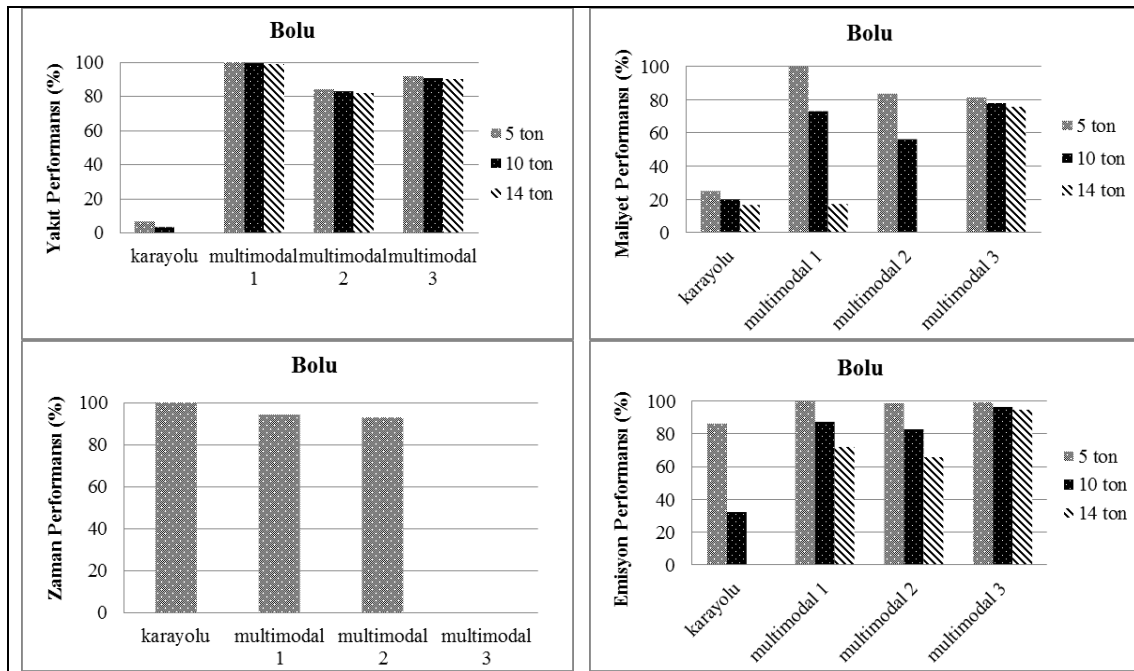 Bolu
Yakıt Performansı (%)
100
80
60
40
20
0
karayolu
multimodal 1
multimodal 2
multimodal 3
5 ton
10 ton
14 ton
Bolu
Maliyet Performansı (%)
100
80
60
40
20
0
karayolu
multimodal 1
multimodal 2
multimodal 3
5 ton
10 ton
14 ton
Bolu
Zaman Performansı (%)
100
80
60
40
20
0
karayolu
multimodal 1
multimodal 2
multimodal 3
Bolu
Emisyon Performansı (%)
100
80
60
40
20
0
karayolu
multimodal 1
multimodal 2
multimodal 3
5 ton
10 ton
14 ton